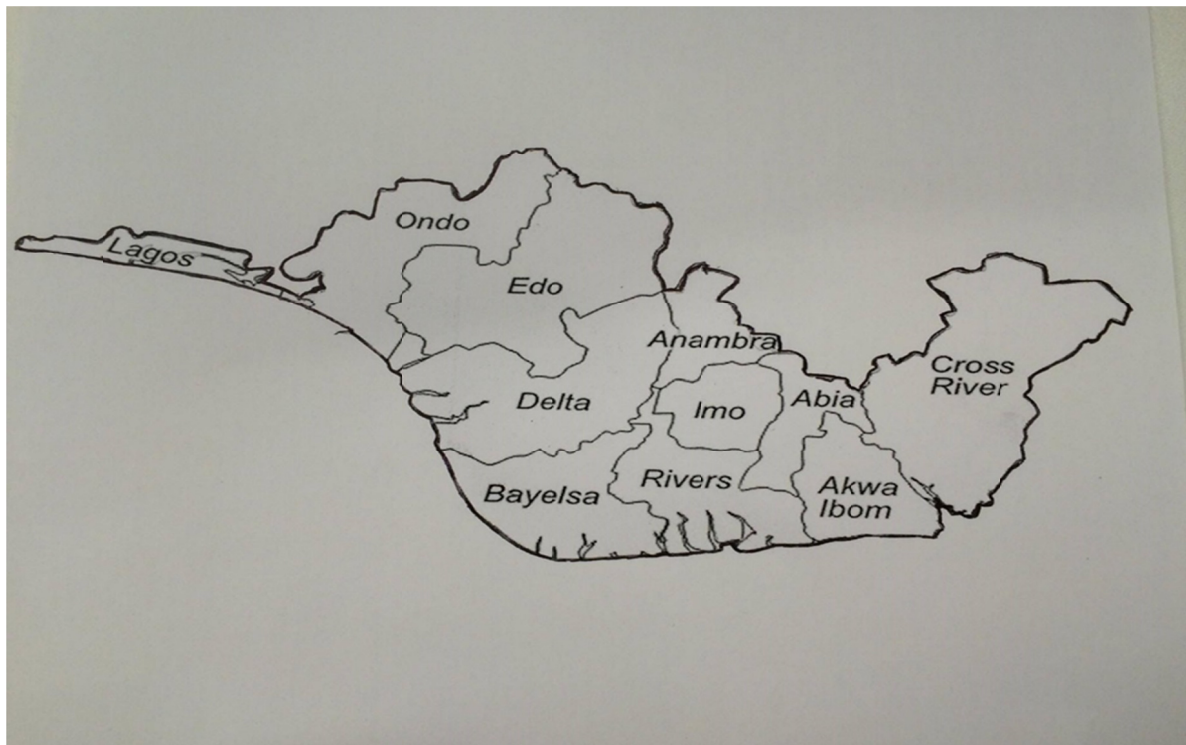 Ondo
Lagos
Edo
Anambra
Cross
River
Delta
Imo
Abia
Bayelsa
Rivers
Akwa
Ibom